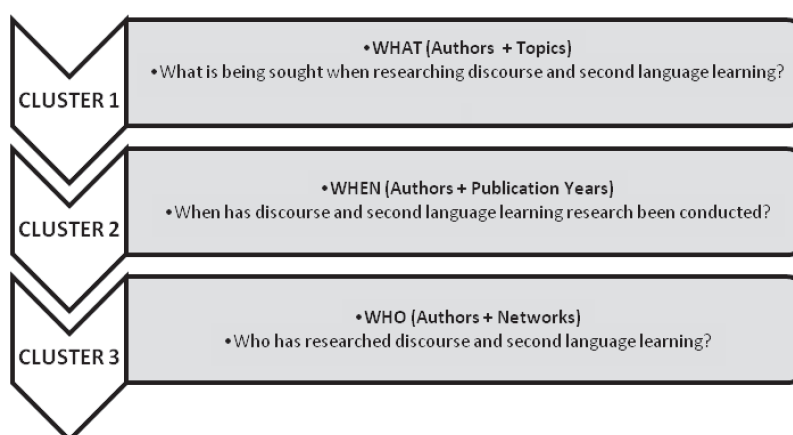 •WHAT (Authors + Topics)
•What is being sought when researching discourse and second language learning?
CLUSTER 1
•WHEN (Authors + Publication Years)
•When has discourse and second language learning research been conducted?
CLUSTER 2
•WHO (Authors + Networks)
•Who has researched discourse and second language learning?
CLUSTER 3